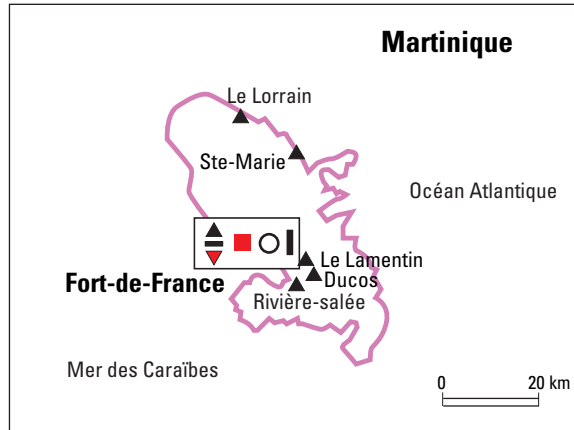 Martinique
Le Lorrain
Ste-Marie
Océan Atlantique
Le Lamentin
Fort-de-France
Ducos
Rivière-salée
Mer des Caraïbes
0 20 km